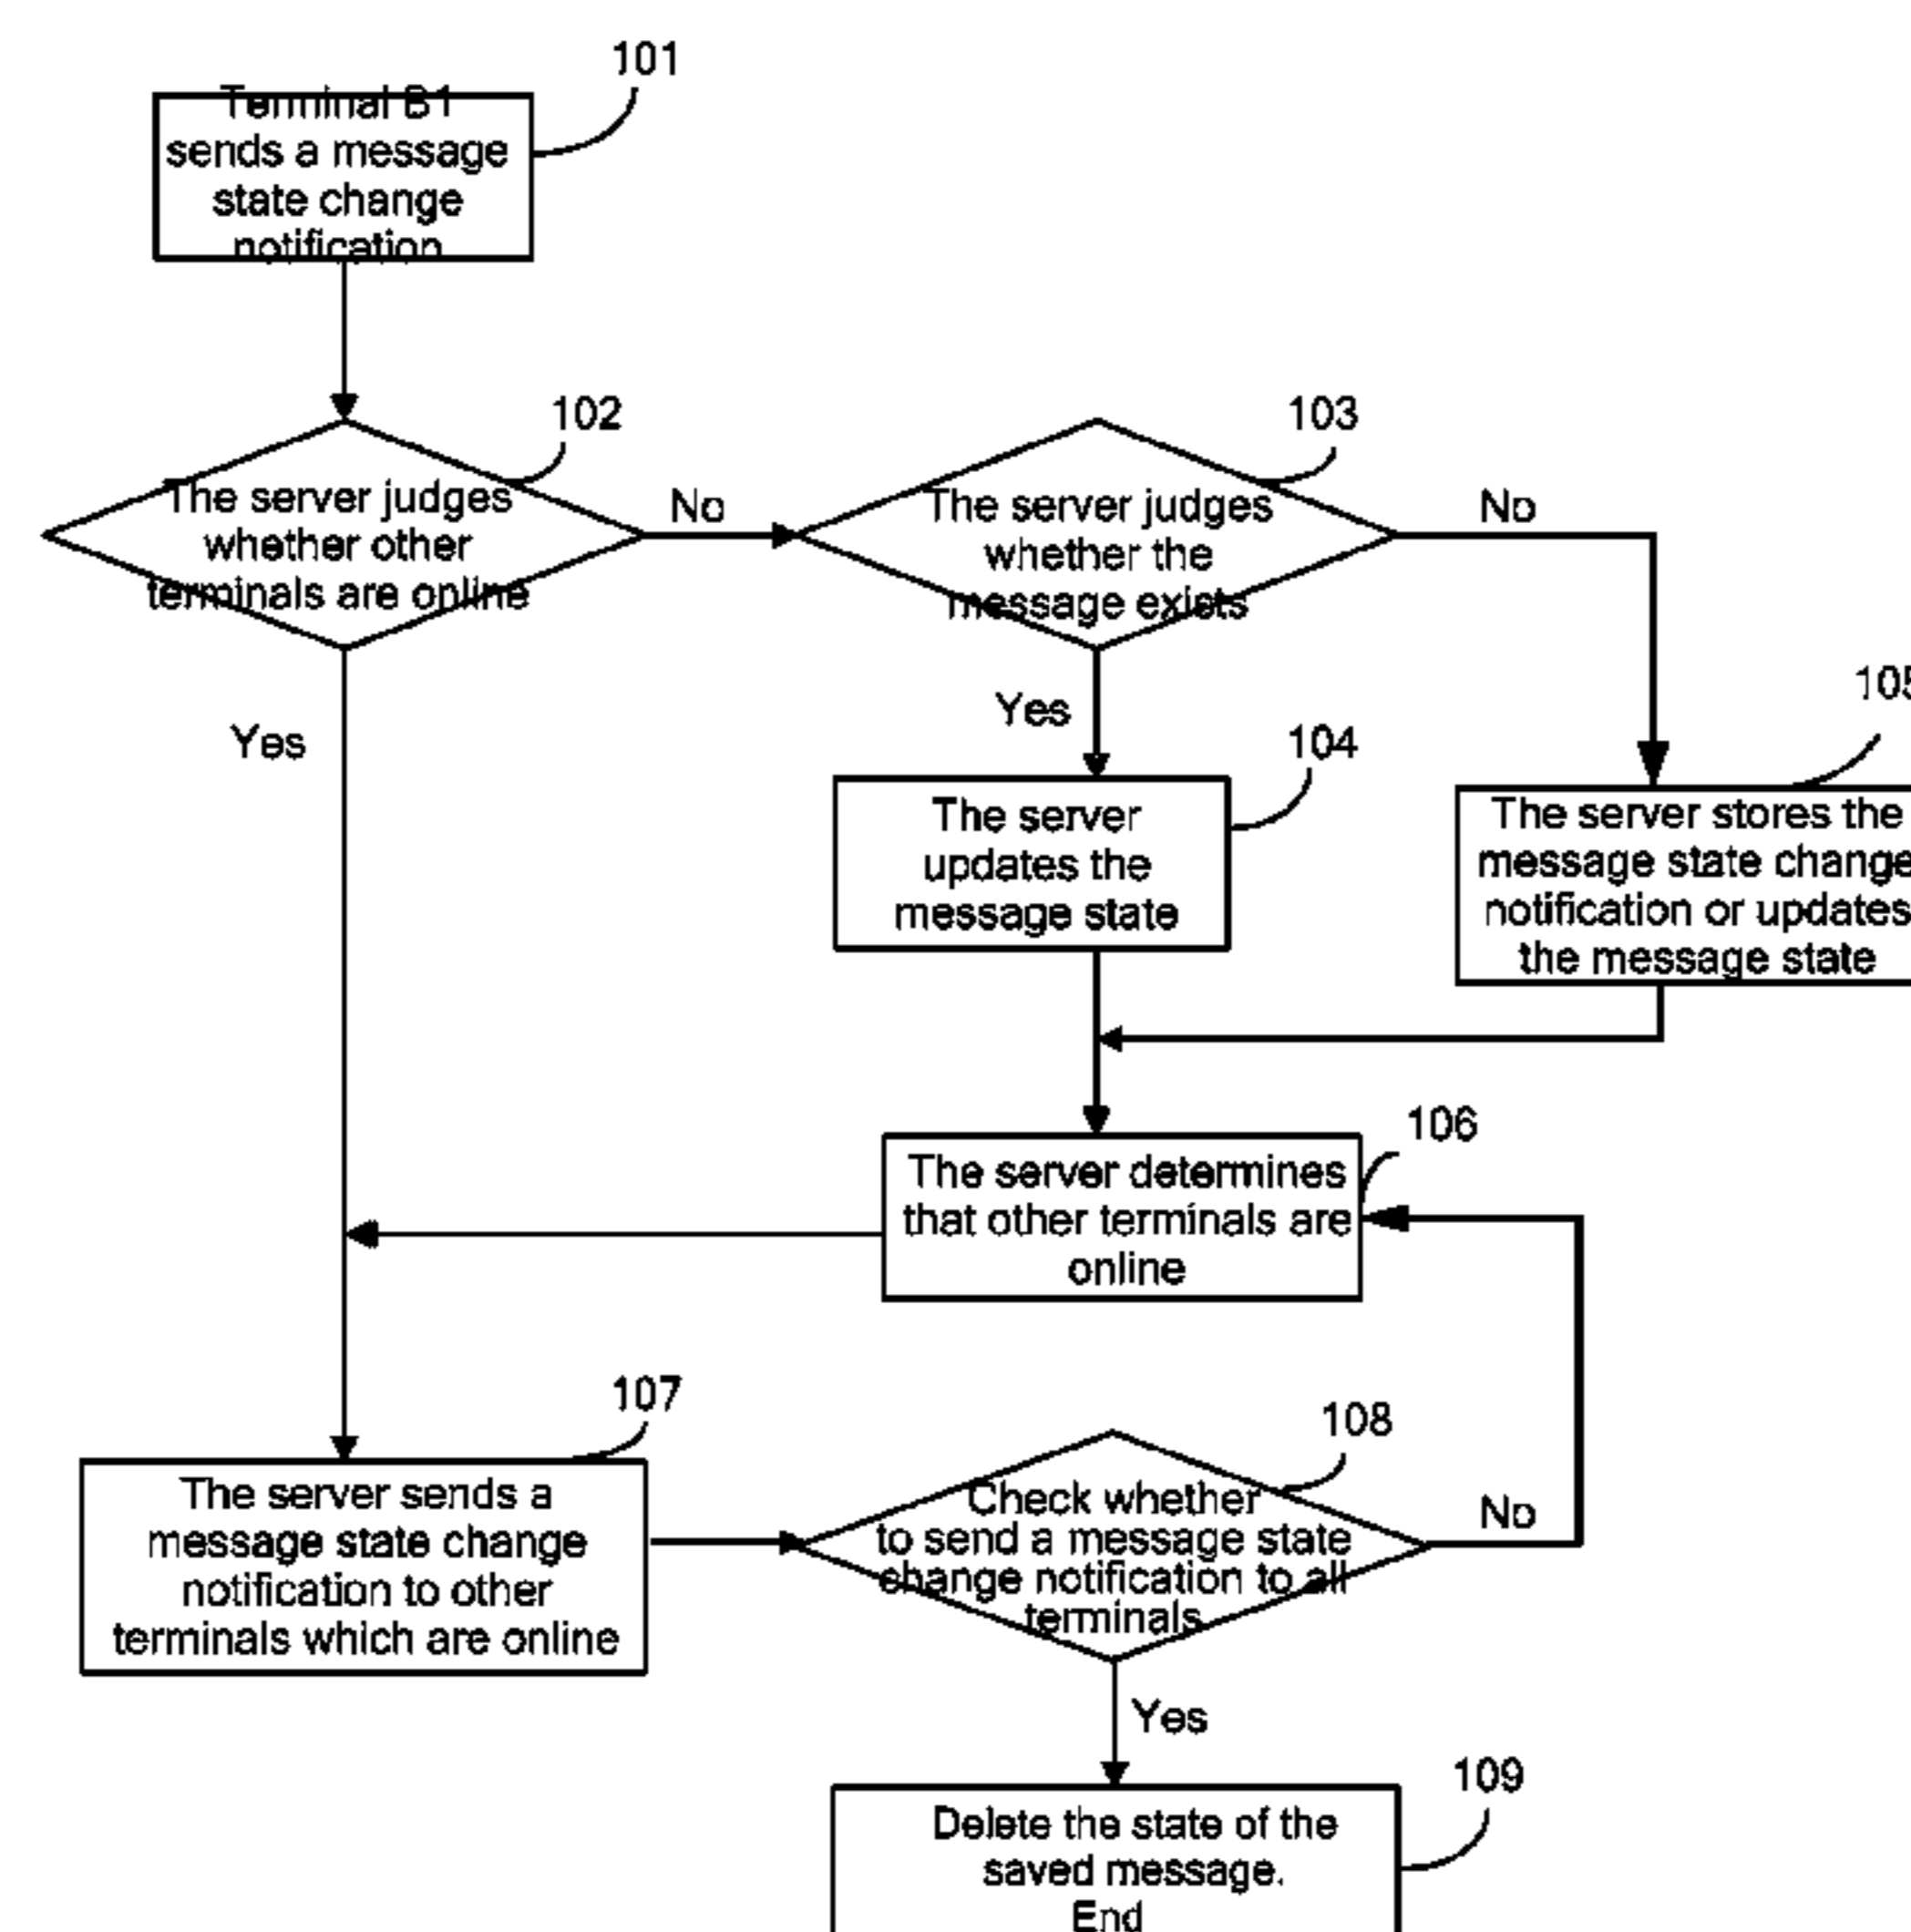 101
Terminal B1
sends a message
state change
notification
102
The server judges
whether other
terminals are online
No
103
The server judges
whether the
message exists
No
Yes
Yes
104
The server
updates the
message state
105
The server stores the
message state change
notification or updates
the message state
106
The server determines
that other terminals are
online
107
The server sends a
message state change
notification to other
terminals which are online
108
Check whether
to send a message state
change notification to all
terminals
No
Yes
109
Delete the state of the
saved message.
End